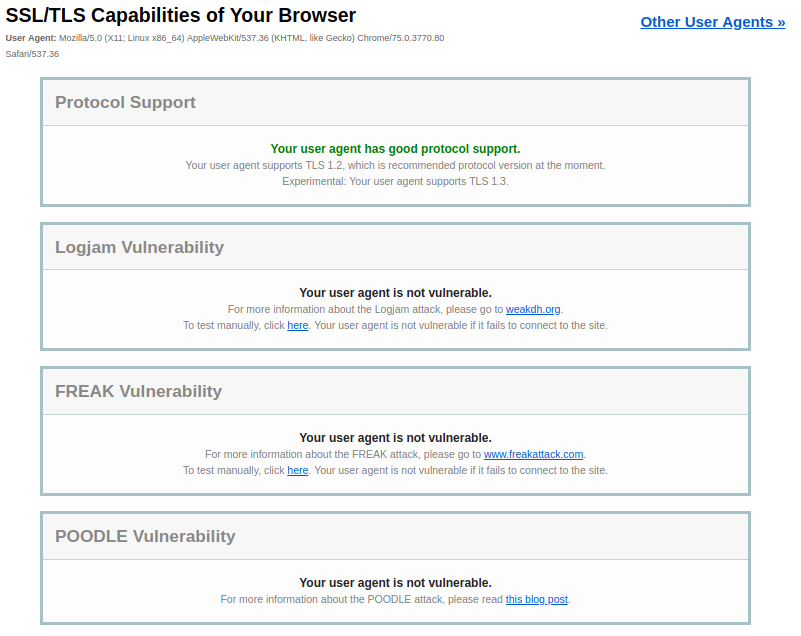 SSL/TLS Capabilities of Your Browser
Other User Agents »
User Agent: Mozilla/5.0 (X11; Linux x86_64) AppleWebKit/537.36 (KHTML, like Gecko) Chrome/75.0.3770.80
Safari/537.36
Protocol Support
Your user agent has good protocol support.
Your user agent supports TLS 1.2, which is recommended protocol version at the moment.
Experimental: Your user agent supports TLS 1.3.
Logjam Vulnerability
Your user agent is not vulnerable.
For more information about the Logjam attack, please go to weakdh.org.
To test manually, click here. Your user agent is not vulnerable if it fails to connect to the site.
FREAK Vulnerability
Your user agent is not vulnerable.
For more information about the FREAK attack, please go to www.freakattack.com.
To test manually, click here. Your user agent is not vulnerable if it fails to connect to the site.
POODLE Vulnerability
Your user agent is not vulnerable.
For more information about the POODLE attack, please read this blog post.